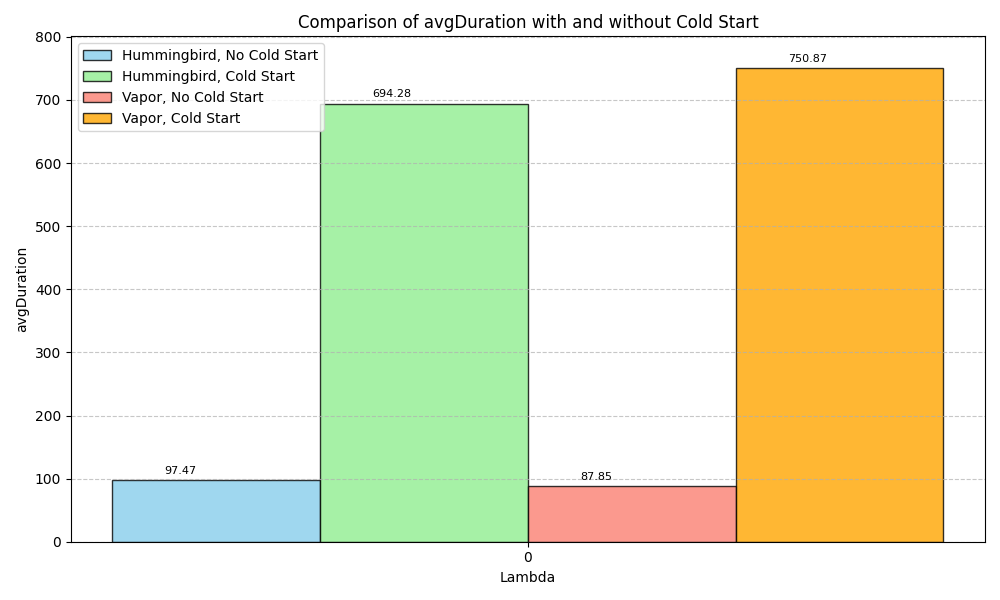 Comparison of avgDuration with and without Cold Start
Hummingbird, No Cold Start
Hummingbird, Cold Start
Vapor, No Cold Start
Vapor, Cold Start
800
700
600
500
400
300
200
100
0
avgDuration
97.47
694.28
87.85
750.87
0
Lambda